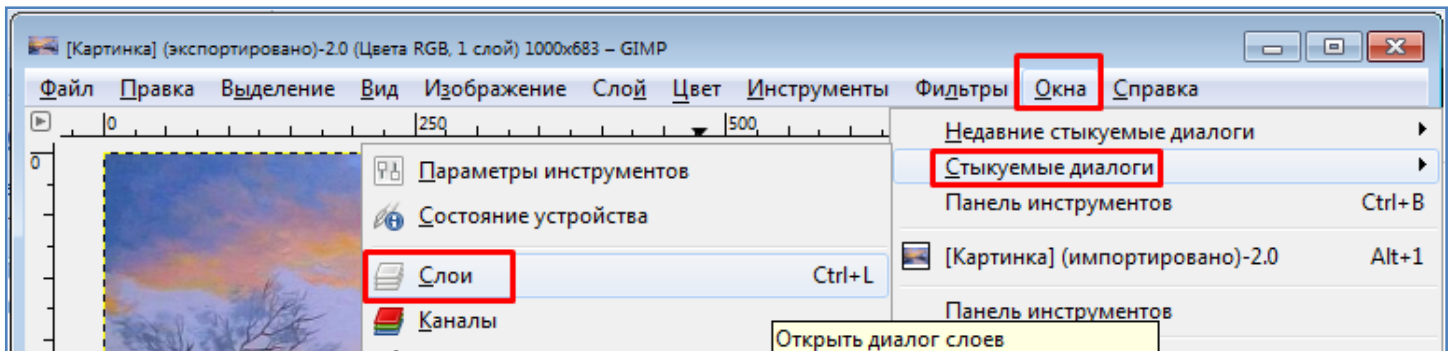 [Картинка] (экспортировано)-2.0 (Цвета RGB, 1 слой) 1000x683 – GIMP
Файл Правка Выделение Вид Изображение Слой Цвет Инструменты Фильтры Окна Справка
0 250 500
0
Недавние стыкуемые диалоги
Стыкуемые диалоги
Панель инструментов Ctrl+B
[Картинка] (импортировано)-2.0 Alt+1
Панель инструментов
Параметры инструментов
Состояние устройства
Слои Ctrl+L
Каналы
Открыть диалог слоев